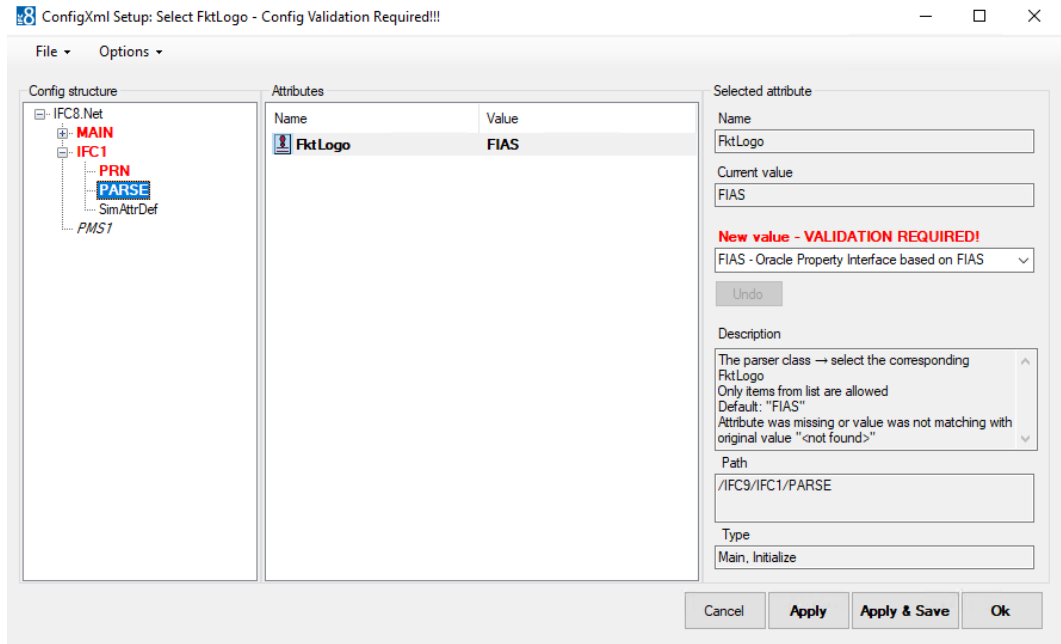 ConfigXml Setup: Select FktLogo - Config Validation Required!!!
File Options
Config structure
IFC8.Net
MAIN
IFC1
PRN
PARSE
SimAttrDef
PMS1
Attributes
Name Value
FktLogo FIAS
Selected attribute
Name
FktLogo
Current value
FIAS
New value - VALIDATION REQUIRED!
FIAS - Oracle Property Interface based on FIAS
Undo
Description
The parser class → select the corresponding
FktLogo
Only items from list are allowed
Default: "FIAS"
Attribute was missing or value was not matching with
original value "<not found>"
Path
/IFC9/IFC1/PARSE
Type
Main, Initialize
Cancel Apply Apply & Save Ok